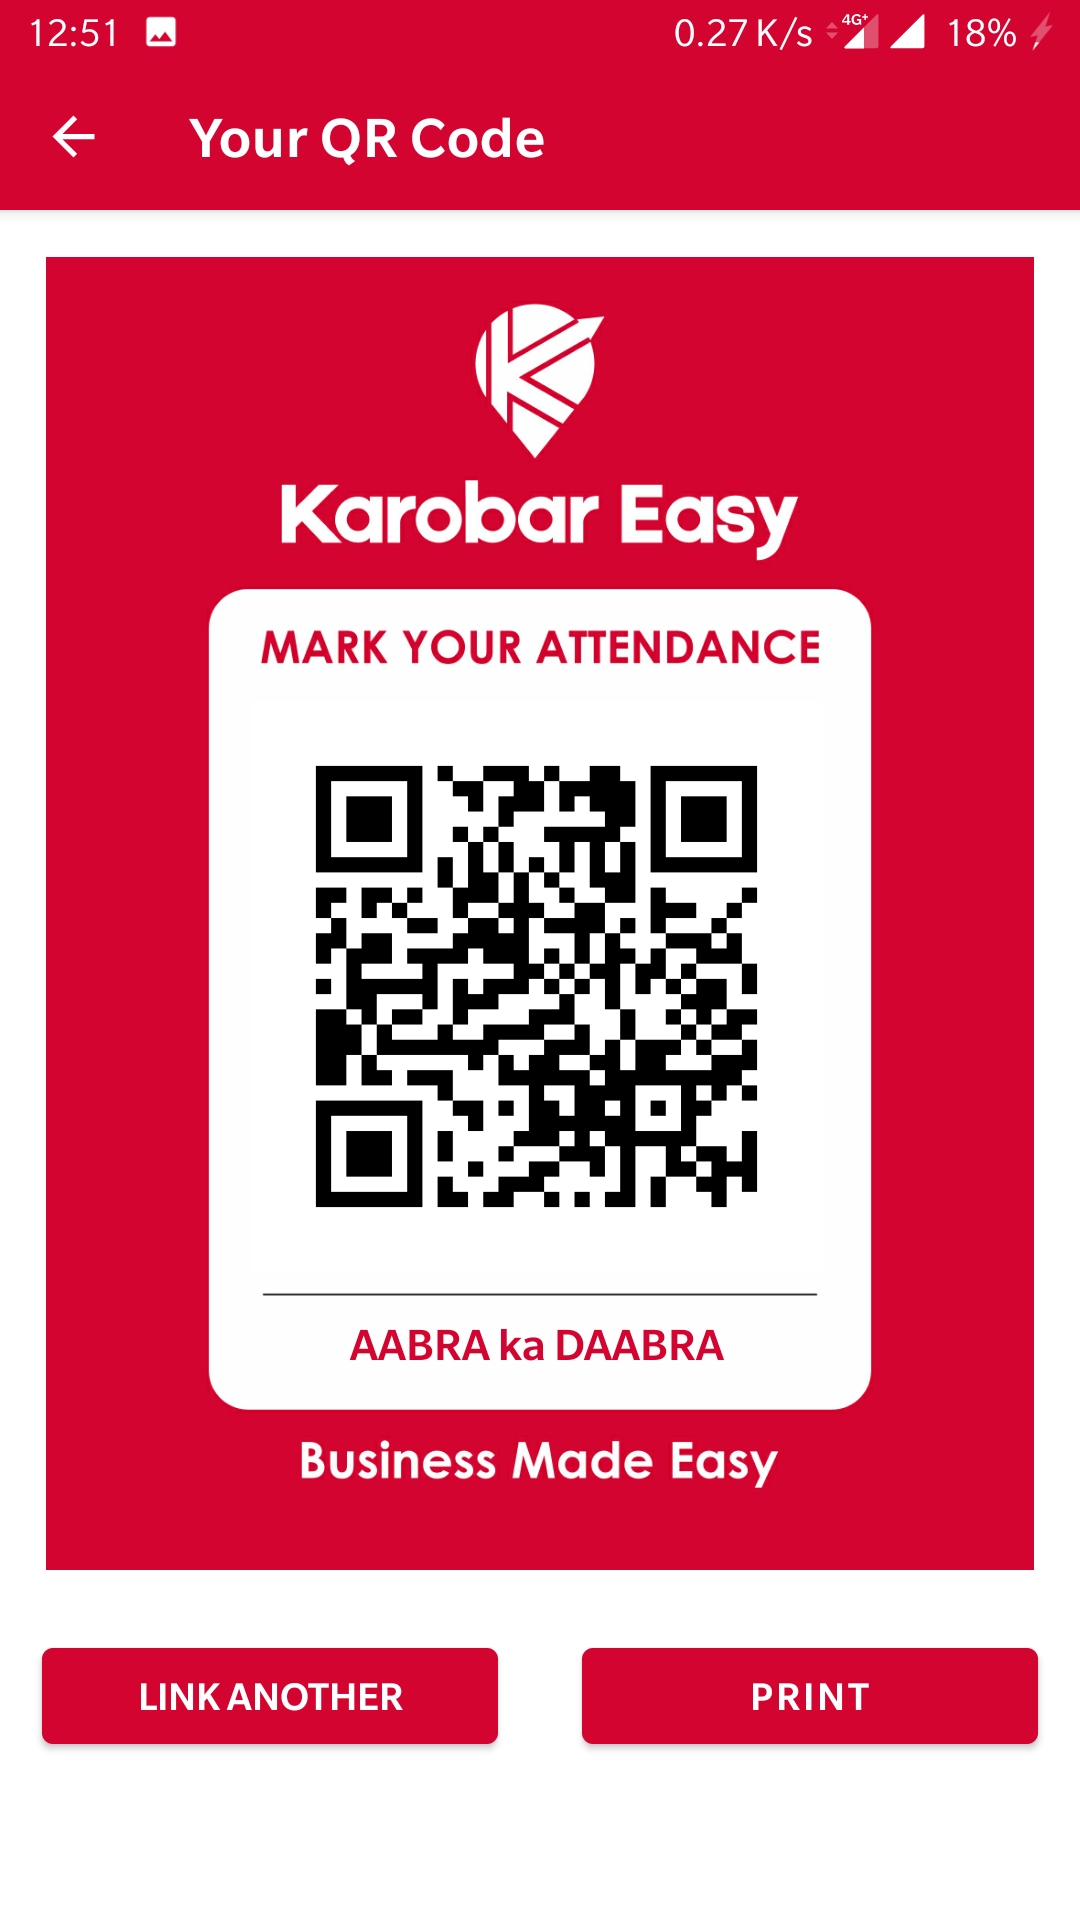 12:51 0.27 K/s 4G+ 18%
Your QR Code
Karobar Easy
MARK YOUR ATTENDANCE
AABRA ka DAABRA
Business Made Easy
LINK ANOTHER PRINT